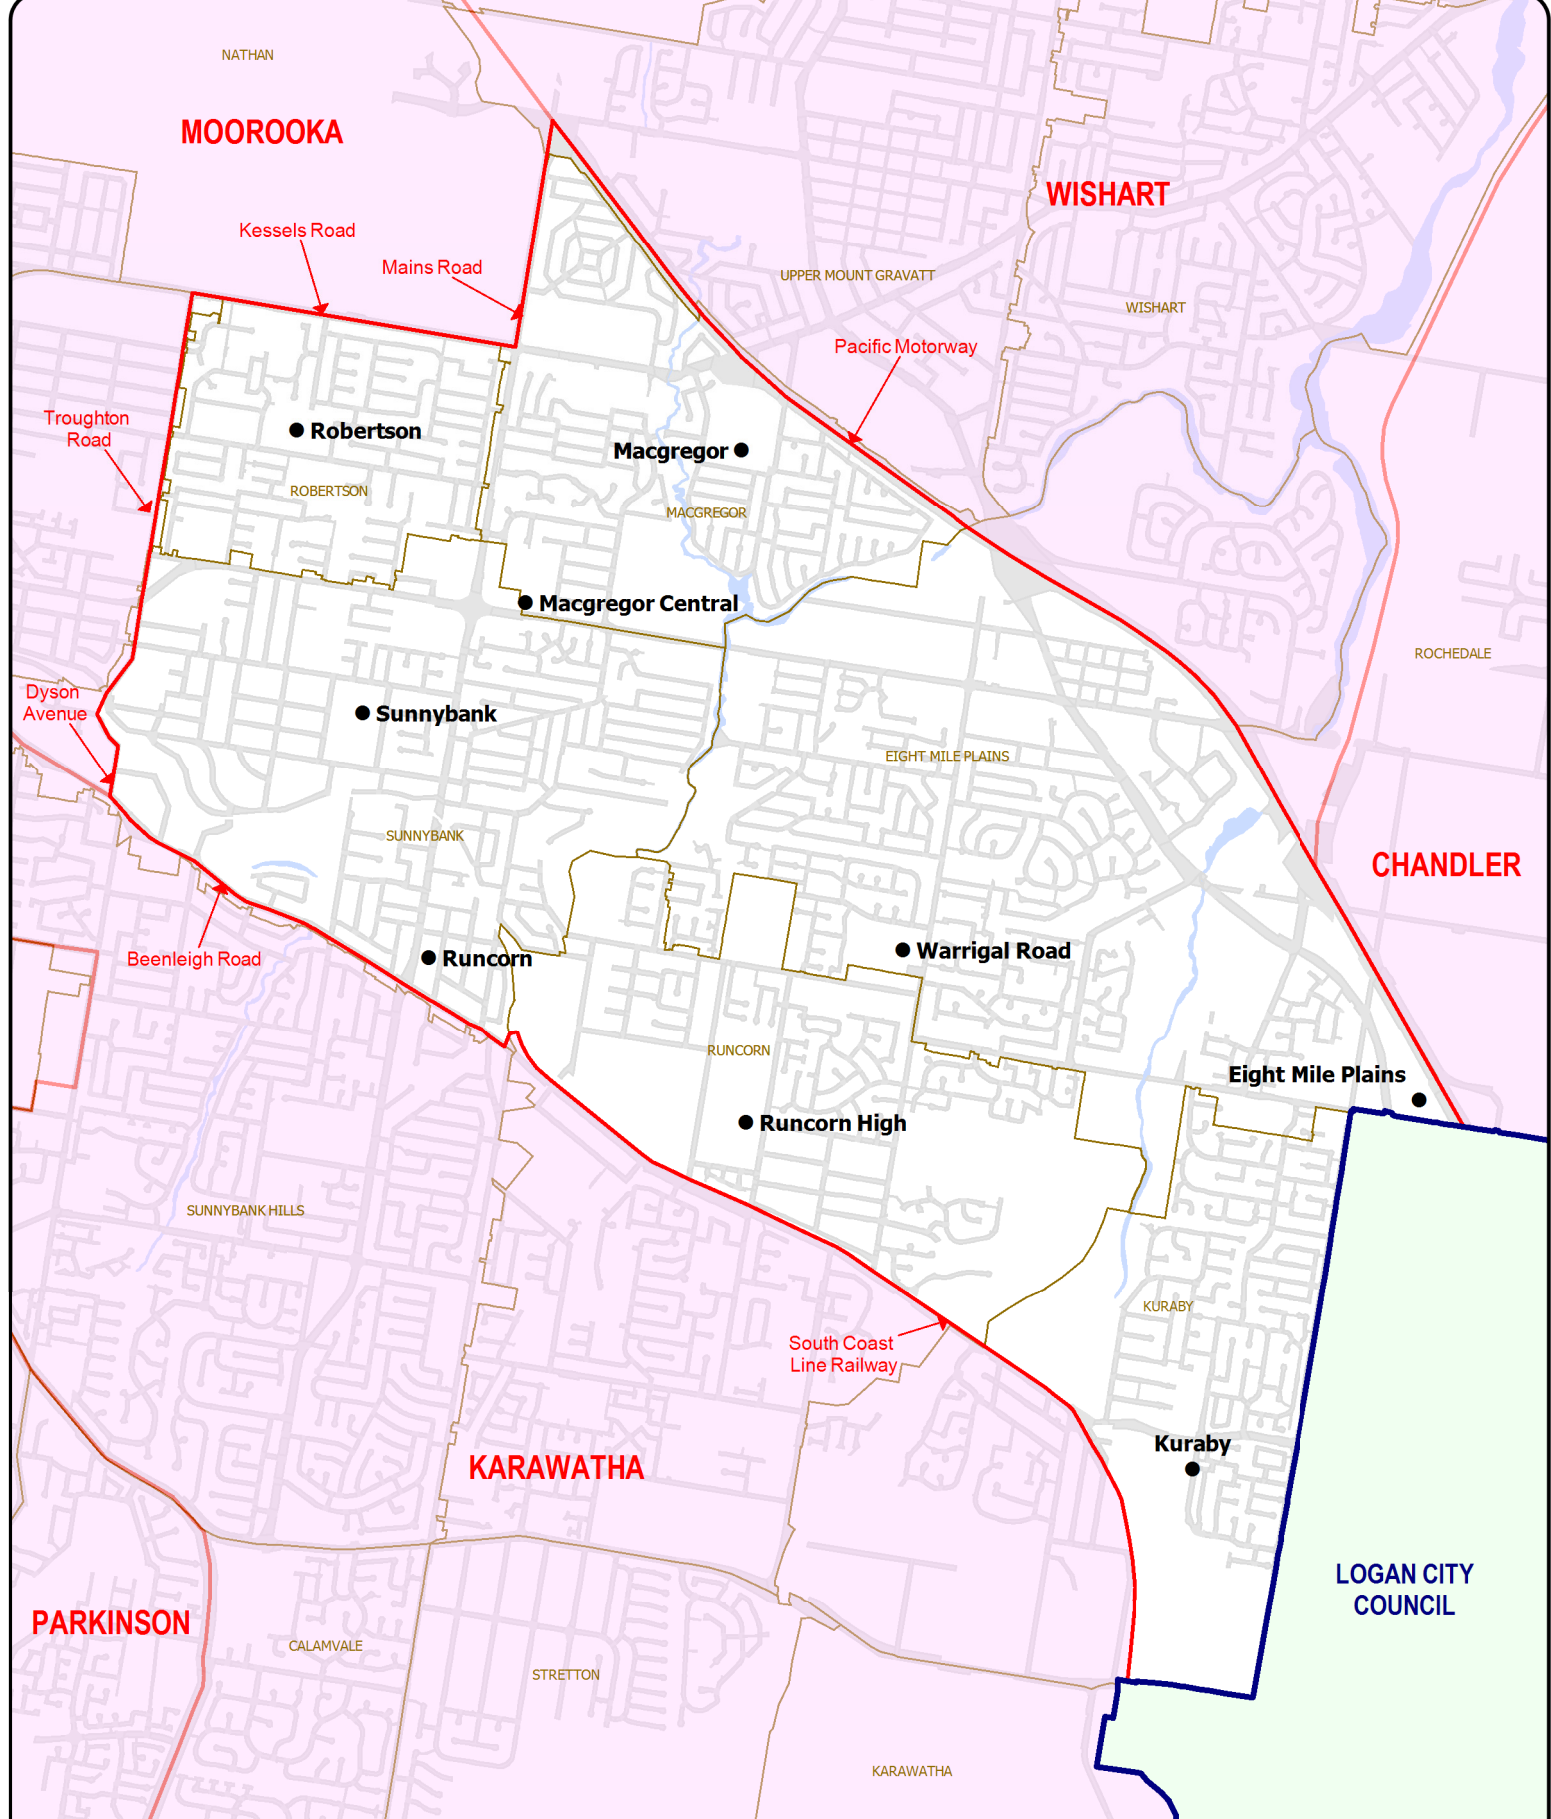 NATHAN
MOOROOKA
WISHART
Kessels Road
Mains Road
UPPER MOUNT GRAVATT
WISHART
Pacific Motorway
Troughton
Road
Robertson
Macgregor
ROBERTSON
MACGREGOR
Macgregor Central
ROCHEDALE
Dyson
Avenue
Sunnybank
EIGHT MILE PLAINS
SUNNYBANK
CHANDLER
Beenleigh Road
Runcorn
Warrigal Road
RUNCORN
Eight Mile Plains
Runcorn High
SUNNYBANK HILLS
KURABY
South Coast
Line Railway
Kuraby
KARAWATHA
LOGAN CITY
COUNCIL
PARKINSON
CALAMVALE
STRETTON
KARAWATHA